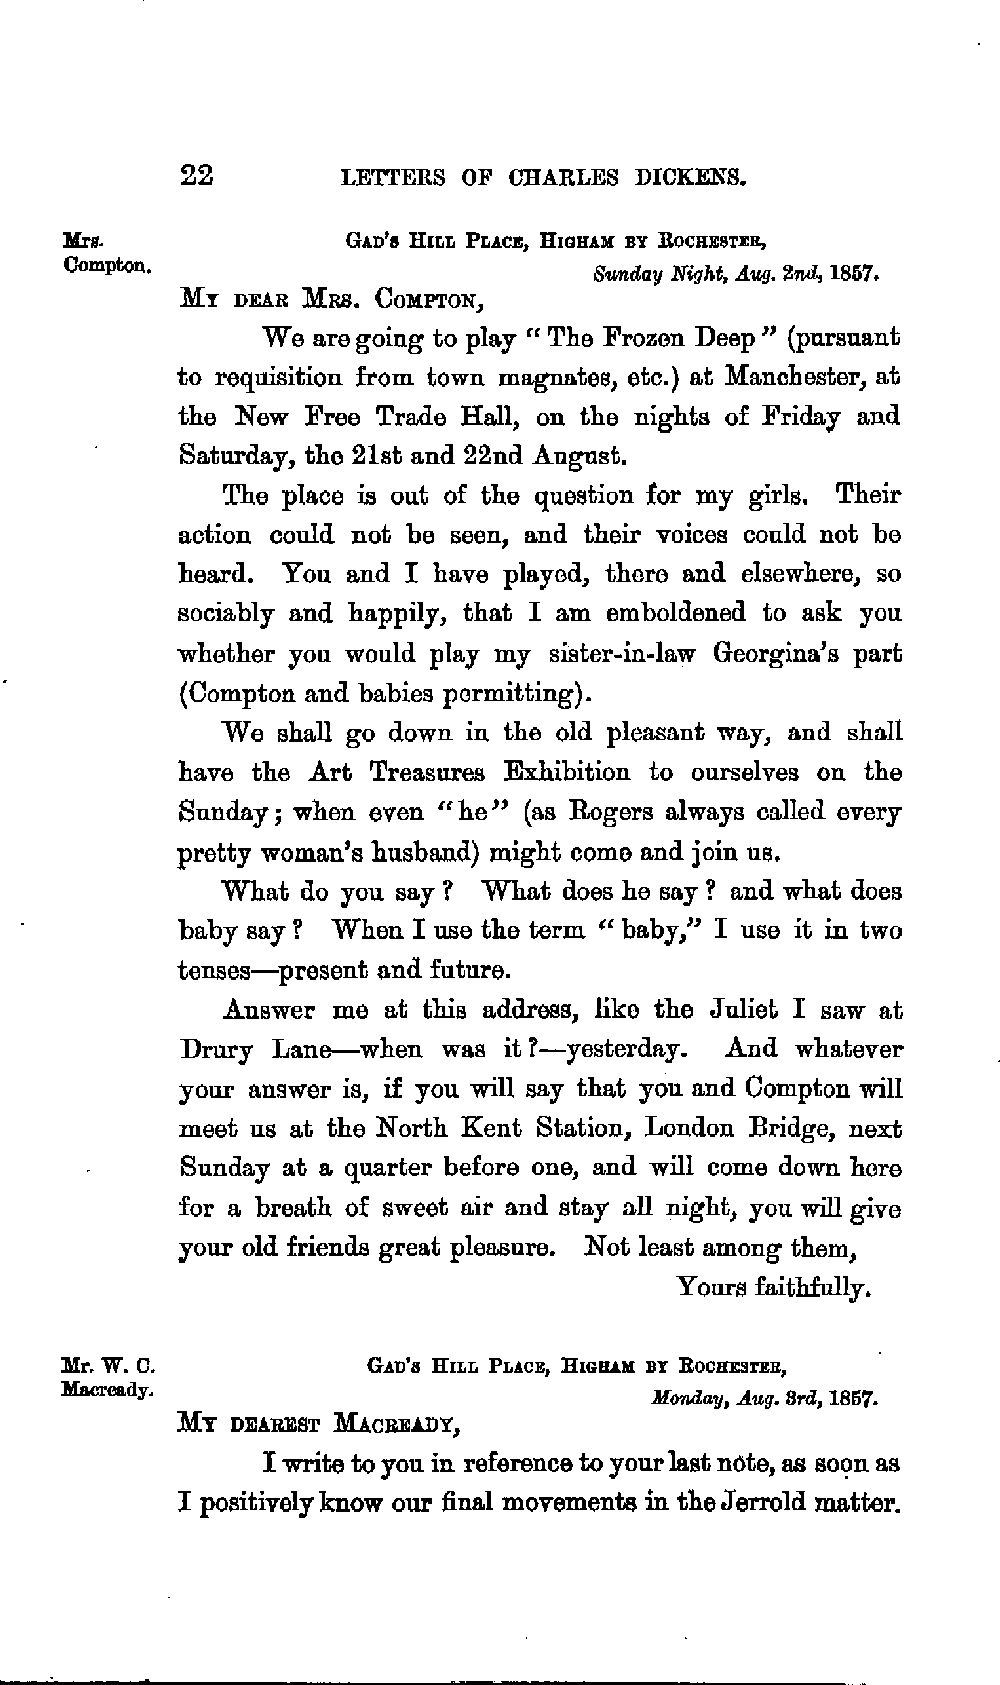 22 LETTERS OF CHARLES DICKENS.
Mrs. Compton.
GAD'S HILL PLACE, HIGHAM BY ROCHESTER,
Sunday Night, Aug. 2nd, 1857.
MY DEAR MRS. COMPTON,
We are going to play "The Frozen Deep" (pursuant
to requisition from town magnates, etc.) at Manchester, at
the New Free Trade Hall, on the nights of Friday and
Saturday, the 21st and 22nd August.
The place is out of the question for my girls. Their
action could not be seen, and their voices could not be
heard. You and I have played, there and elsewhere, so
sociably and happily, that I am emboldened to ask you
whether you would play my sister-in-law Georgina's part
(Compton and babies permitting).
We shall go down in the old pleasant way, and shall
have the Art Treasures Exhibition to ourselves on the
Sunday; when even "he" (as Rogers always called every
pretty woman's husband) might come and join us.
What do you say? What does he say? and what does
baby say? When I use the term "baby," I use it in two
tenses—present and future.
Answer me at this address, like the Juliet I saw at
Drury Lane—when was it?—yesterday. And whatever
your answer is, if you will say that you and Compton will
meet us at the North Kent Station, London Bridge, next
Sunday at a quarter before one, and will come down here
for a breath of sweet air and stay all night, you will give
your old friends great pleasure. Not least among them,
Yours faithfully.
Mr. W. C. Macready.
GAD'S HILL PLACE, HIGHAM BY ROCHESTER,
Monday, Aug. 3rd, 1857.
MY DEAREST MACREADY,
I write to you in reference to your last note, as soon as
I positively know our final movements in the Jerrold matter.